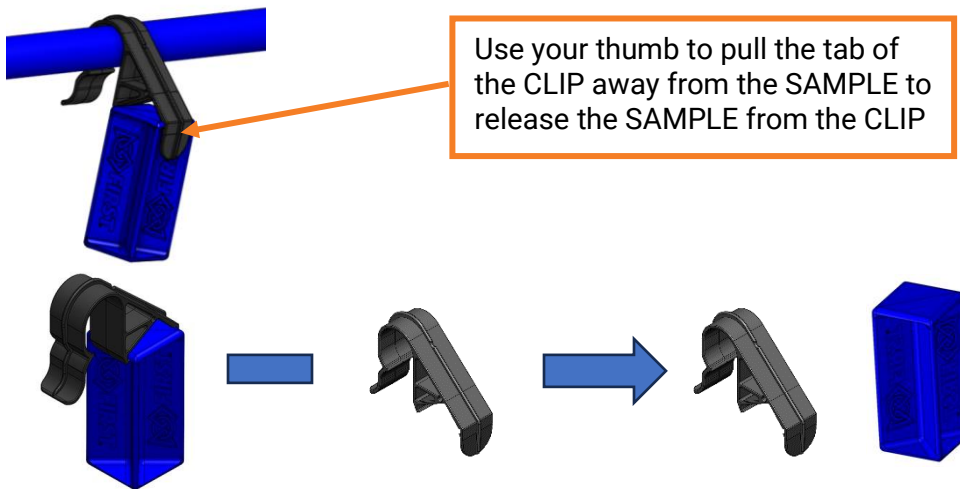 Use your thumb to pull the tab of
the CLIP away from the SAMPLE to
release the SAMPLE from the CLIP